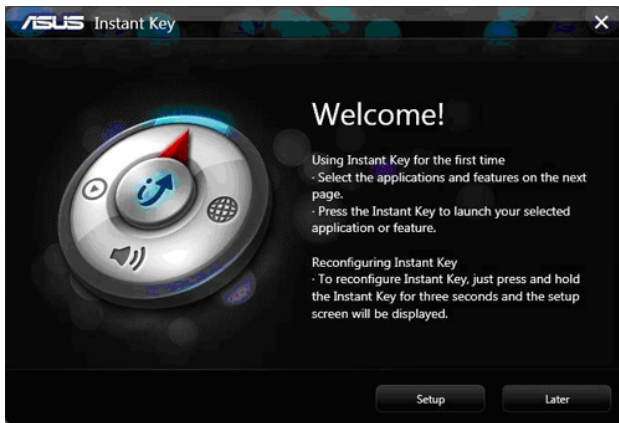 ASUS Instant Key
Welcome!
Using Instant Key for the first time
· Select the applications and features on the next
page.
· Press the Instant Key to launch your selected
application or feature.
Reconfiguring Instant Key
· To reconfigure Instant Key, just press and hold
the Instant Key for three seconds and the setup
screen will be displayed.
Setup Later